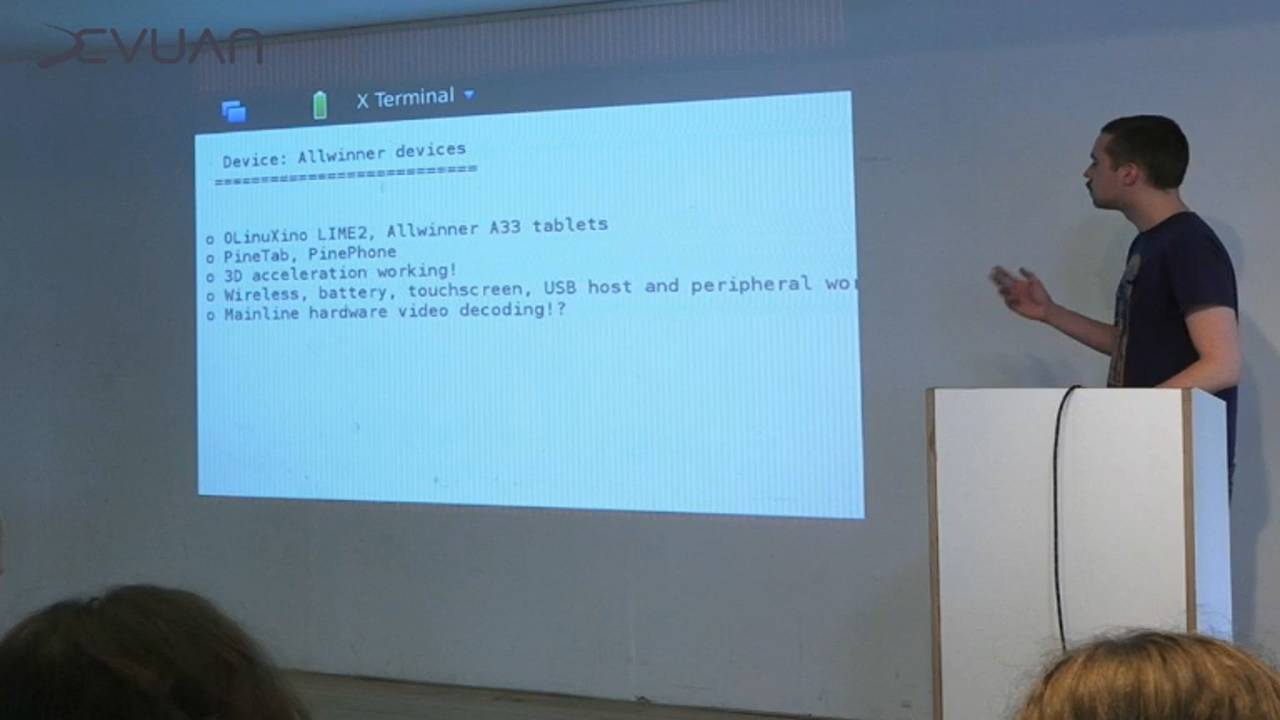 DEVUAN
X Terminal
Device: Allwinner devices
============================
o OLinuXino LIME2, Allwinner A33 tablets
o PineTab, PinePhone
o 3D acceleration working!
o Wireless, battery, touchscreen, USB host and peripheral wor
o Mainline hardware video decoding!?